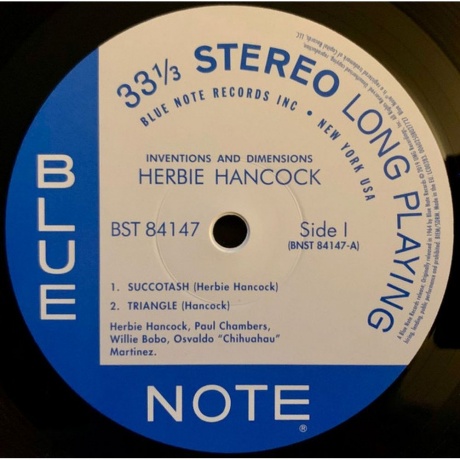 33⅓ STEREO LONG PLAYING
BLUE NOTE RECORDS INC • NEW YORK USA
INVENTIONS AND DIMENSIONS
HERBIE HANCOCK
BST 84147
Side I
(BNST 84147-A)
1. SUCCOTASH (Herbie Hancock)
2. TRIANGLE (Hancock)
Herbie Hancock, Paul Chambers,
Willie Bobo, Osvaldo "Chihuahau"
Martinez.
BLUE
NOTE
®